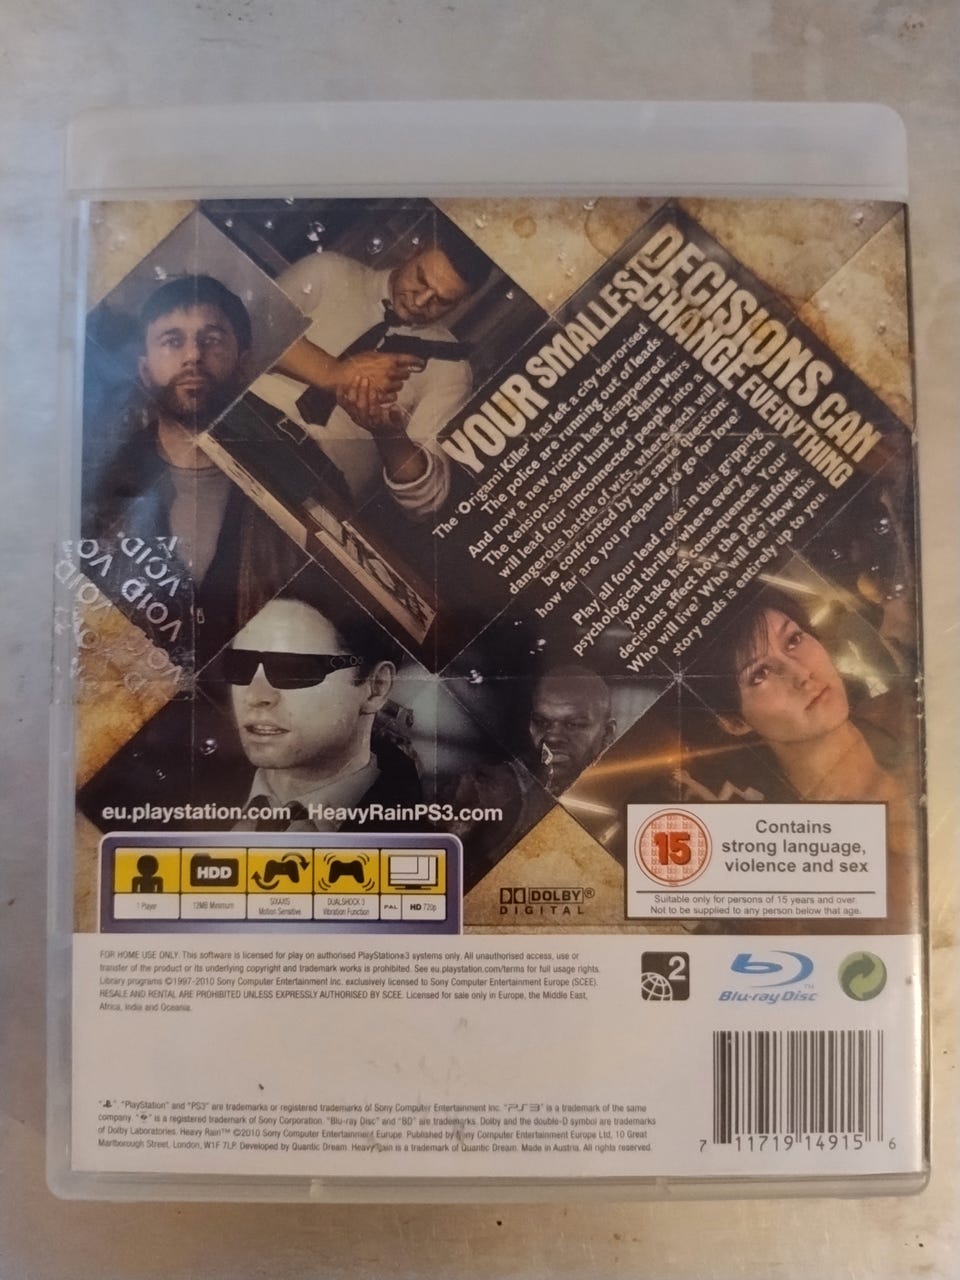 YOUR SMALLEST
DECISIONS CAN
CHANGE EVERYTHING
The 'Origami Killer' has left a city terrorised.
The police are running out of leads.
And now a new victim has disappeared...
The tension-soaked hunt for Shaun Mars
will lead four unconnected people into a
dangerous battle of wits, where each will
be confronted by the same question:
how far are you prepared to go for love?
Play all four lead roles in this gripping
psychological thriller where every action
you take has consequences. Your
decisions affect how the plot unfolds.
Who will live? Who will die? How this
story ends is entirely up to you.
VOID VO
VOID
VOID
VOID
VOID
eu.playstation.com HeavyRainPS3.com
HDD
1 Player
12MB Minimum
SIXAXIS
Motion Sensitive
DUALSHOCK 3
Vibration Function
PAL
HD 720p
DOLBY®
DIGITAL
15
Contains
strong language,
violence and sex
Suitable only for persons of 15 years and over.
Not to be supplied to any person below that age.
FOR HOME USE ONLY. This software is licensed for play on authorised PlayStation®3 systems only. All unauthorised access, use or
transfer of the product or its underlying copyright and trademark works is prohibited. See eu.playstation.com/terms for full usage rights.
Library programs ©1997-2010 Sony Computer Entertainment Inc. exclusively licensed to Sony Computer Entertainment Europe (SCEE).
RESALE AND RENTAL ARE PROHIBITED UNLESS EXPRESSLY AUTHORISED BY SCEE. Licensed for sale only in Europe, the Middle East,
Africa, India and Oceania.
2
Blu-ray Disc™
"", "PlayStation" and "PS3" are trademarks or registered trademarks of Sony Computer Entertainment Inc. "PS3" is a trademark of the same
company. "" is a registered trademark of Sony Corporation. "Blu-ray Disc" and "BD" are trademarks. Dolby and the double-D symbol are trademarks
of Dolby Laboratories. Heavy Rain™ ©2010 Sony Computer Entertainment Europe. Published by Sony Computer Entertainment Europe Ltd, 10 Great
Marlborough Street, London, W1F 7LP. Developed by Quantic Dream. Heavy Rain is a trademark of Quantic Dream. Made in Austria. All rights reserved.
7 11719 14915 6